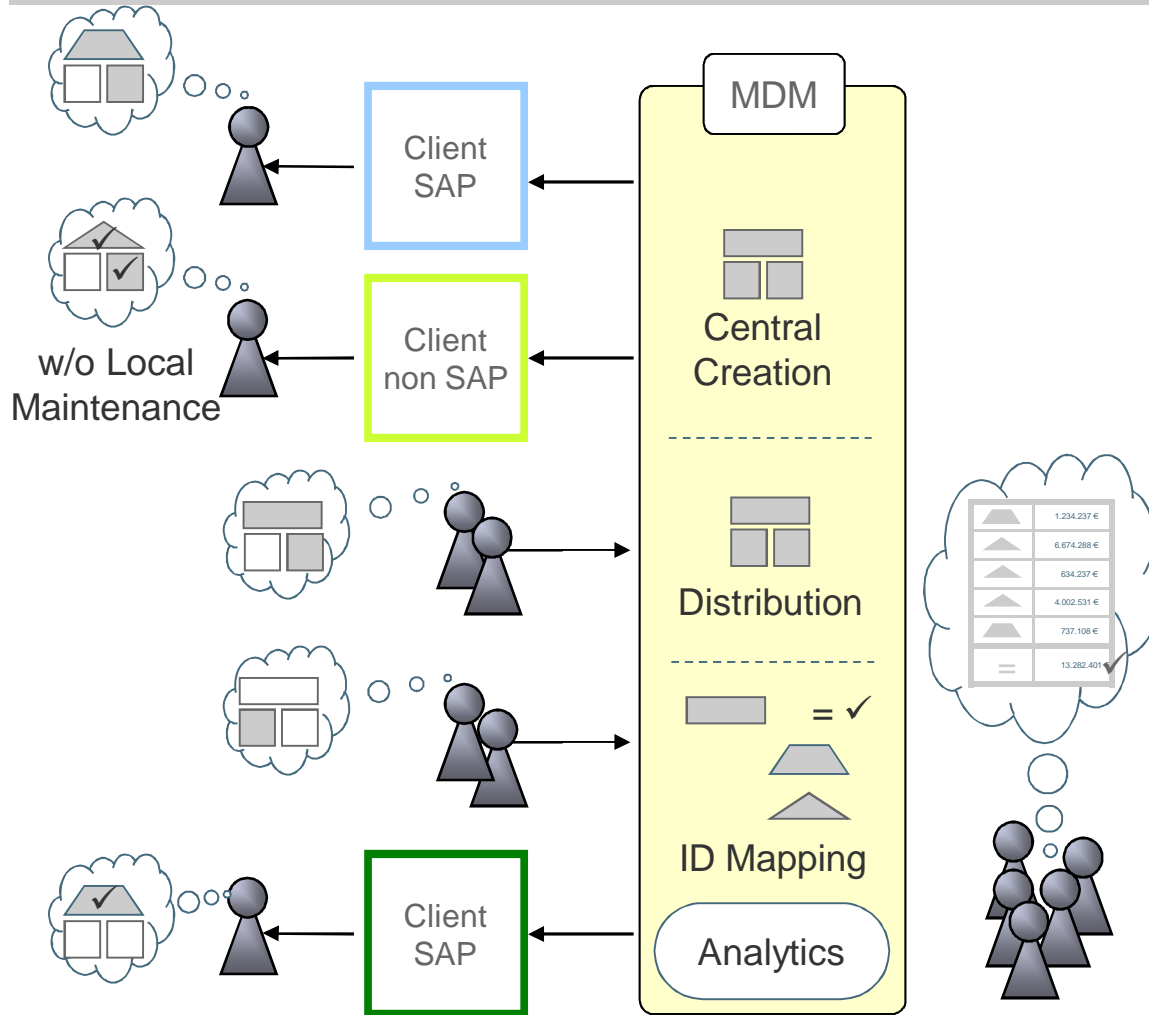 MDM
Client
SAP
Client
non SAP
w/o Local
Maintenance
Central
Creation
Distribution
= ✓
ID Mapping
Client
SAP
Analytics
1.234.237 €
6.674.288 €
634.237 €
4.002.531 €
737.108 €
= 13.282.401